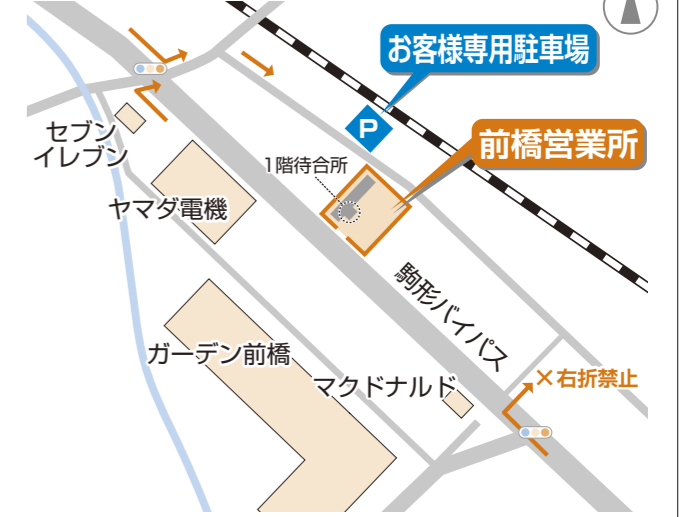 お客様専用駐車場
P
前橋営業所
セブン
イレブン
1階待合所
ヤマダ電機
駒形バイパス
ガーデン前橋
マクドナルド
×右折禁止